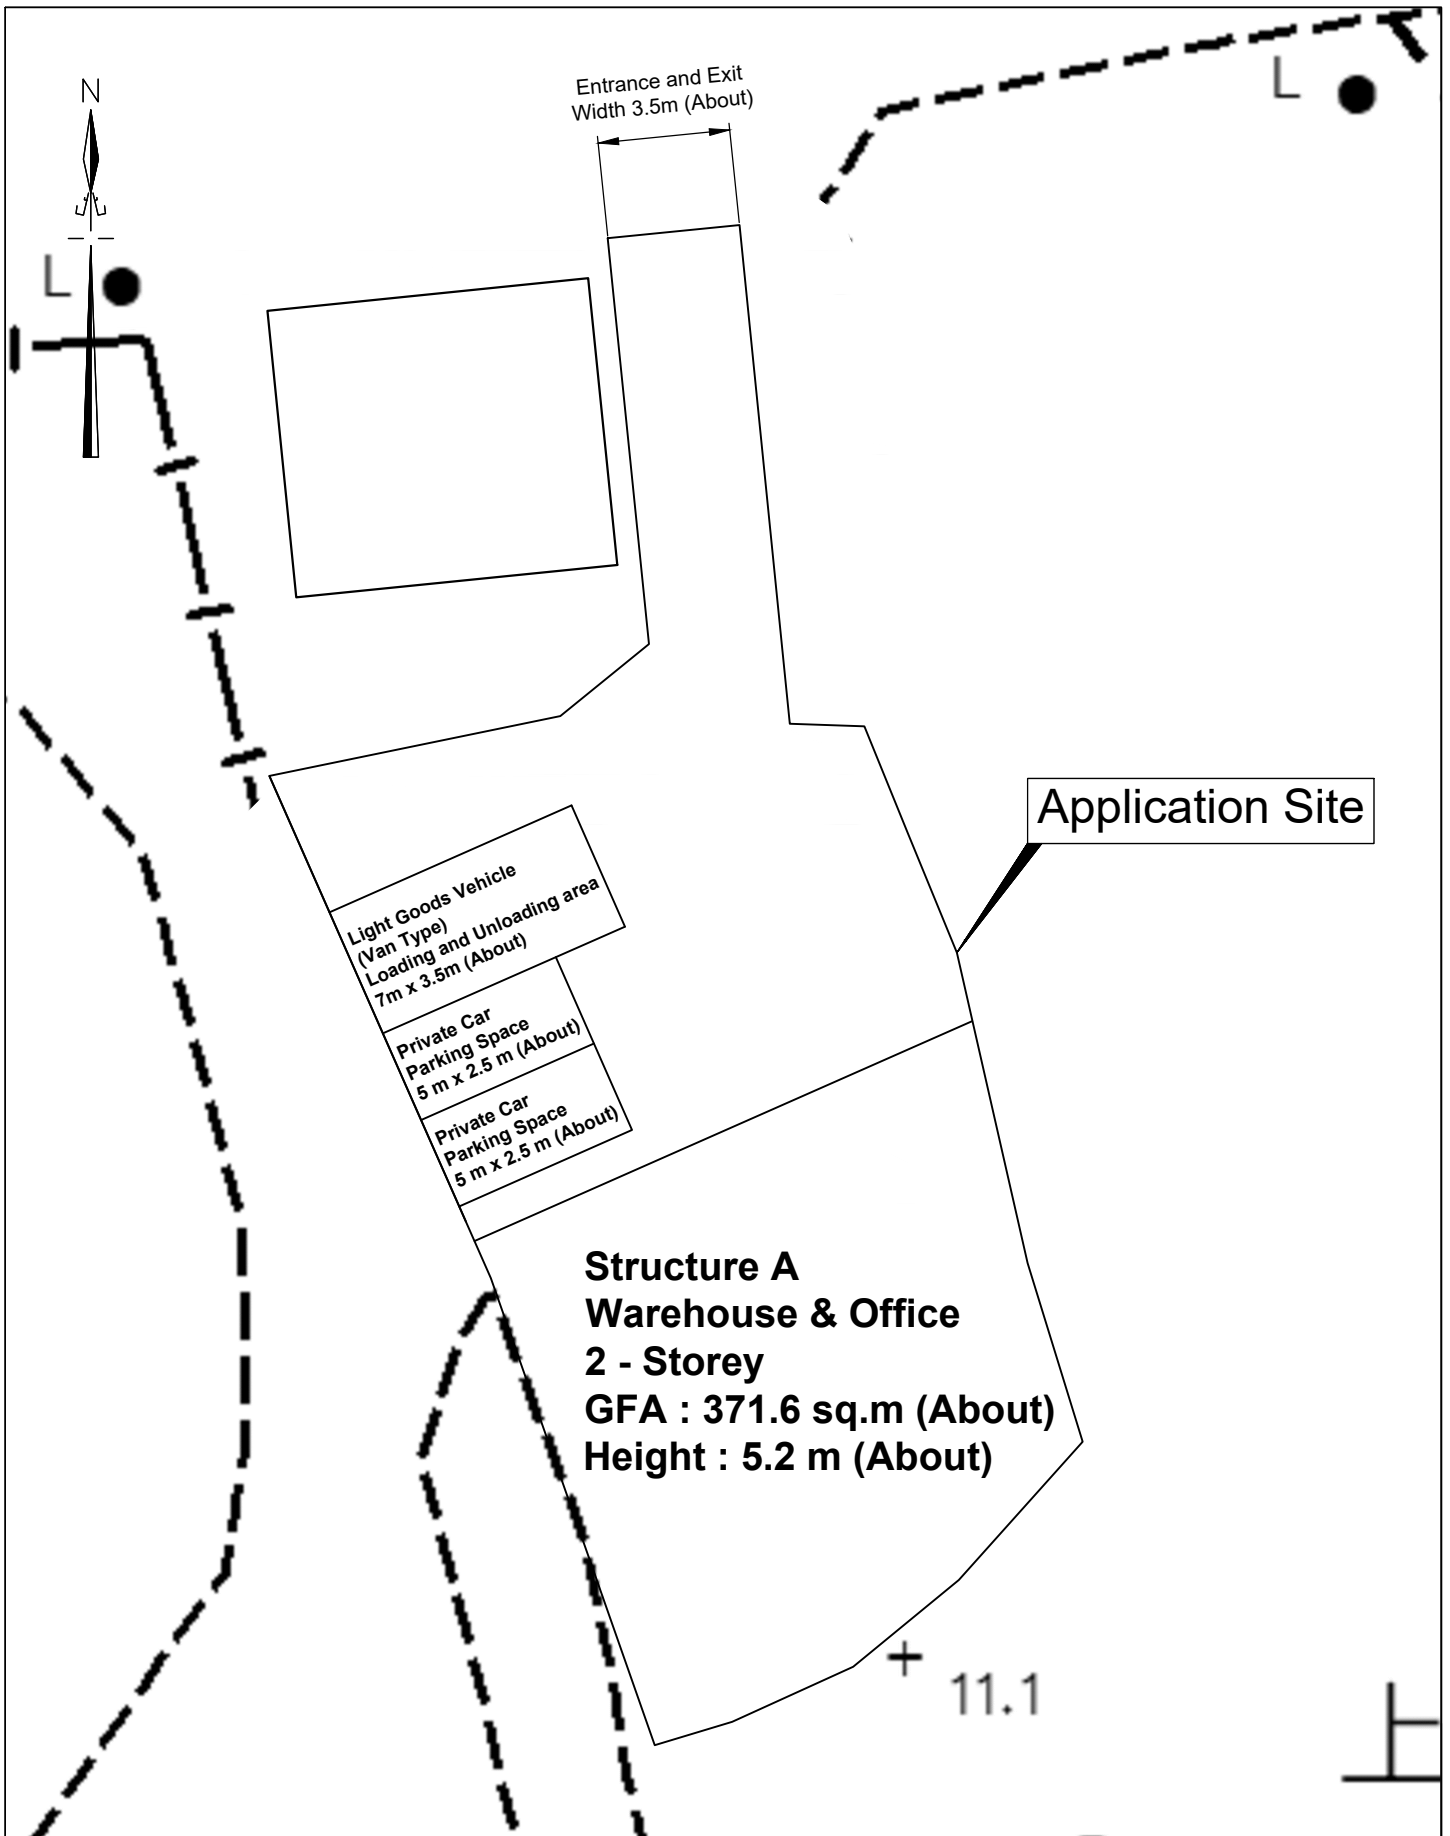 Entrance and Exit
Width 3.5m (About)
N
L
L
Application Site
Light Goods Vehicle
(Van Type)
Loading and Unloading area
7m x 3.5m (About)
Private Car
Parking Space
5 m x 2.5 m (About)
Private Car
Parking Space
5 m x 2.5 m (About)
Structure A
Warehouse & Office
2 - Storey
GFA : 371.6 sq.m (About)
Height : 5.2 m (About)
11.1